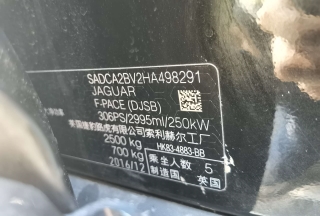 SADCA2BV2HA498291
JAGUAR
F-PACE (DJSB)
306PS/2995ml/250kW
英国捷豹路虎有限公司索利赫尔工厂
2500 kg HK83-4883-BB
700 kg 乘坐人数 5
2016/12 制造国 英国